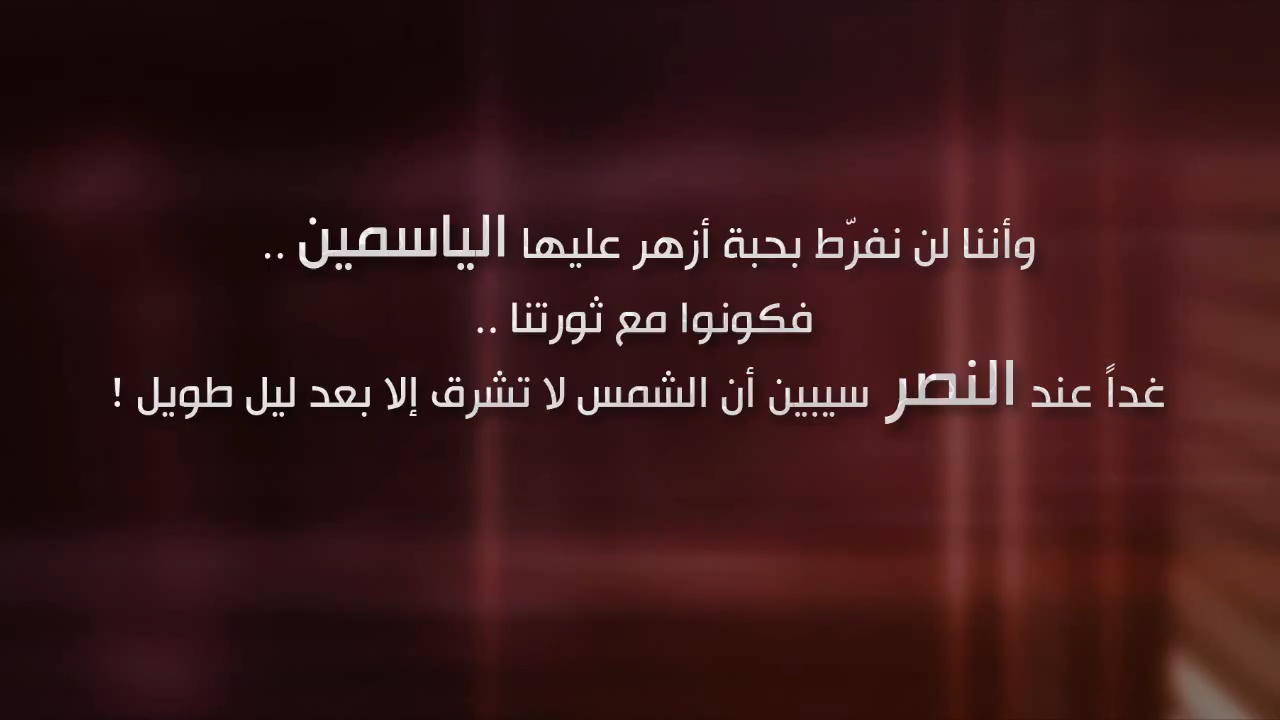 وأننا لن نفرّط بحبة أزهر عليها الياسمين ..
فكونوا مع ثورتنا ..
غداً عند النصر سيبين أن الشمس لا تشرق إلا بعد ليل طويل !